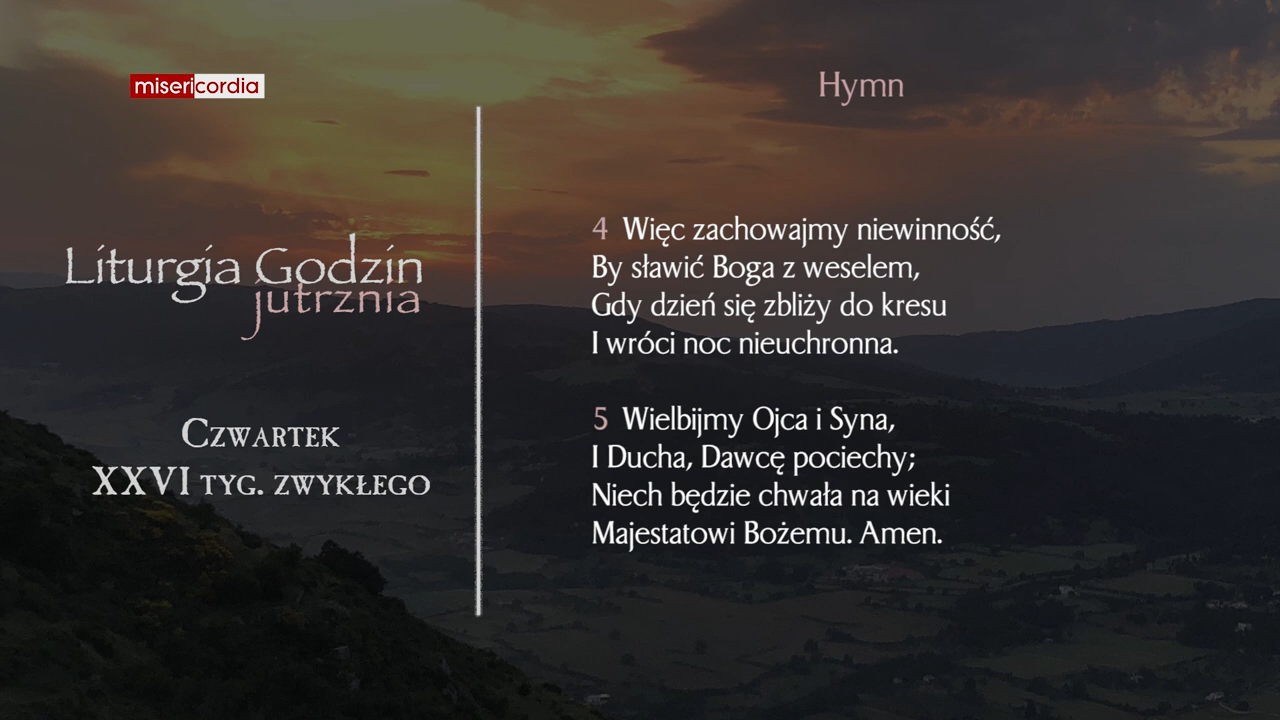 misericordia
Liturgia Godzin
jutrznia
Czwartek
XXVI tyg. zwykłego
Hymn
4 Więc zachowajmy niewinność,
By sławić Boga z weselem,
Gdy dzień się zbliży do kresu
I wróci noc nieuchronna.
5 Wielbijmy Ojca i Syna,
I Ducha, Dawcę pociechy;
Niech będzie chwała na wieki
Majestatowi Bożemu. Amen.